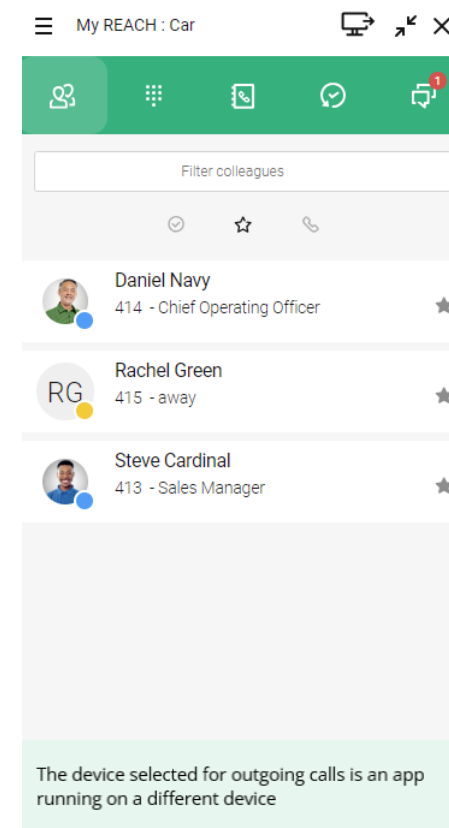 My REACH : Car
1
Filter colleagues
Daniel Navy
414 - Chief Operating Officer
RG
Rachel Green
415 - away
Steve Cardinal
413 - Sales Manager
The device selected for outgoing calls is an app
running on a different device